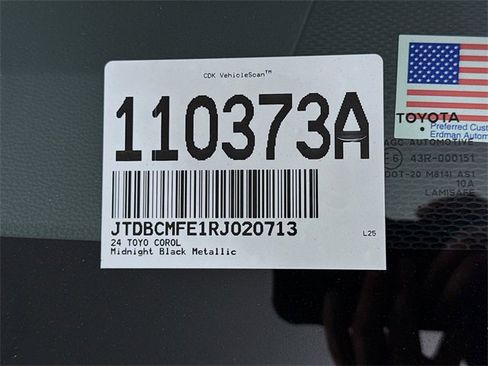 CDK VehicleScan™
110373A
JTDBCMFE1RJ020713
24 TOYO COROL
Midnight Black Metallic
L25
TOYOTA
Preferred Cust
Erdman Autom
AGC AUTOMOTIVE
43R-000151
DOT-20 M814 AS1
10A
LAMISAFE